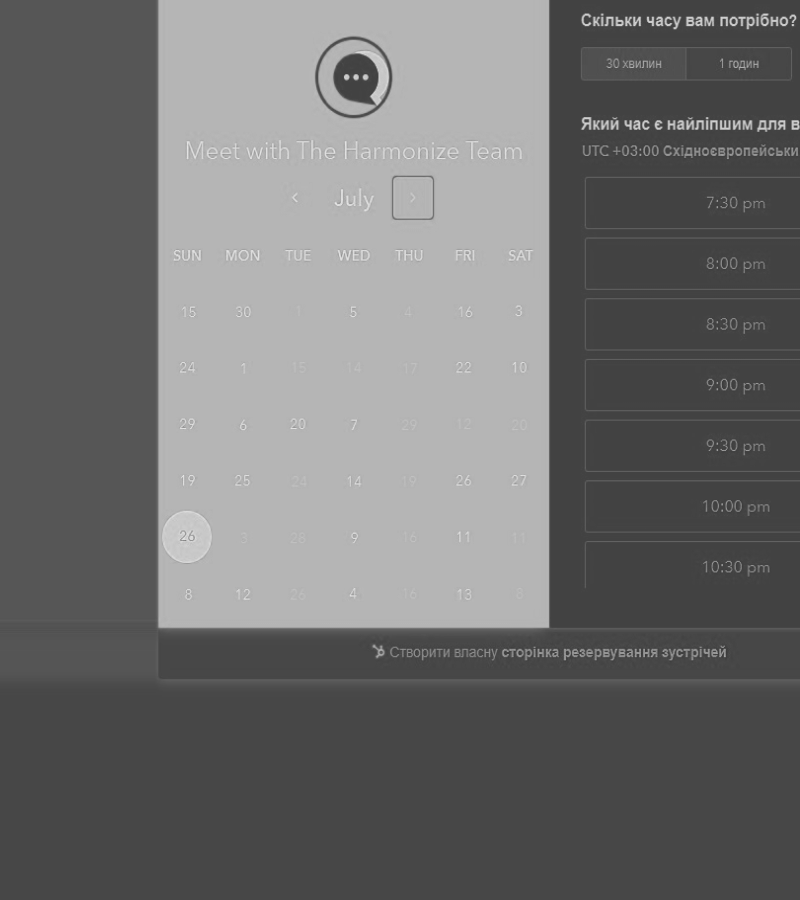 Meet with The Harmonize Team
July
SUN MON TUE WED THU FRI SAT
15 30 1 5 4 16 3
24 1 15 14 17 22 10
29 6 20 7 29 12 20
19 25 24 14 19 26 27
26 3 28 9 16 11 11
8 12 26 4 16 13
Скільки часу вам потрібно?
30 хвилин 1 годин
Який час є найліпшим для в
UTC +03:00 Східноєвропейськи
7:30 pm
8:00 pm
8:30 pm
9:00 pm
9:30 pm
10:00 pm
10:30 pm
Створити власну сторінка резервування зустрічей